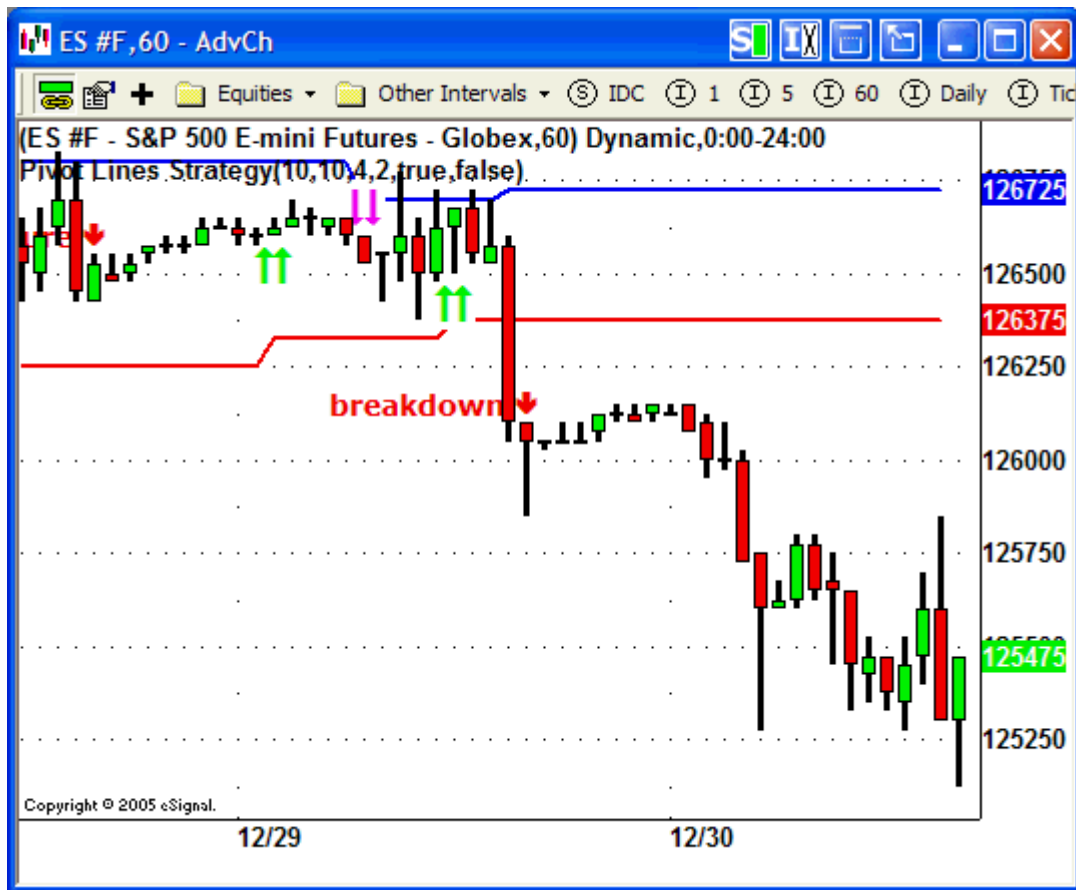 ES #F,60 - AdvCh
S I X
+ Equities Other Intervals S IDC I 1 I 5 I 60 I Daily I Tic
(ES #F - S&P 500 E-mini Futures - Globex,60) Dynamic,0:00-24:00
Pivot Lines Strategy(10,10,4,2,true,false)
126725
126500
126375
126250
breakdown
126000
125750
125475
125250
Copyright © 2005 eSignal.
12/29 12/30